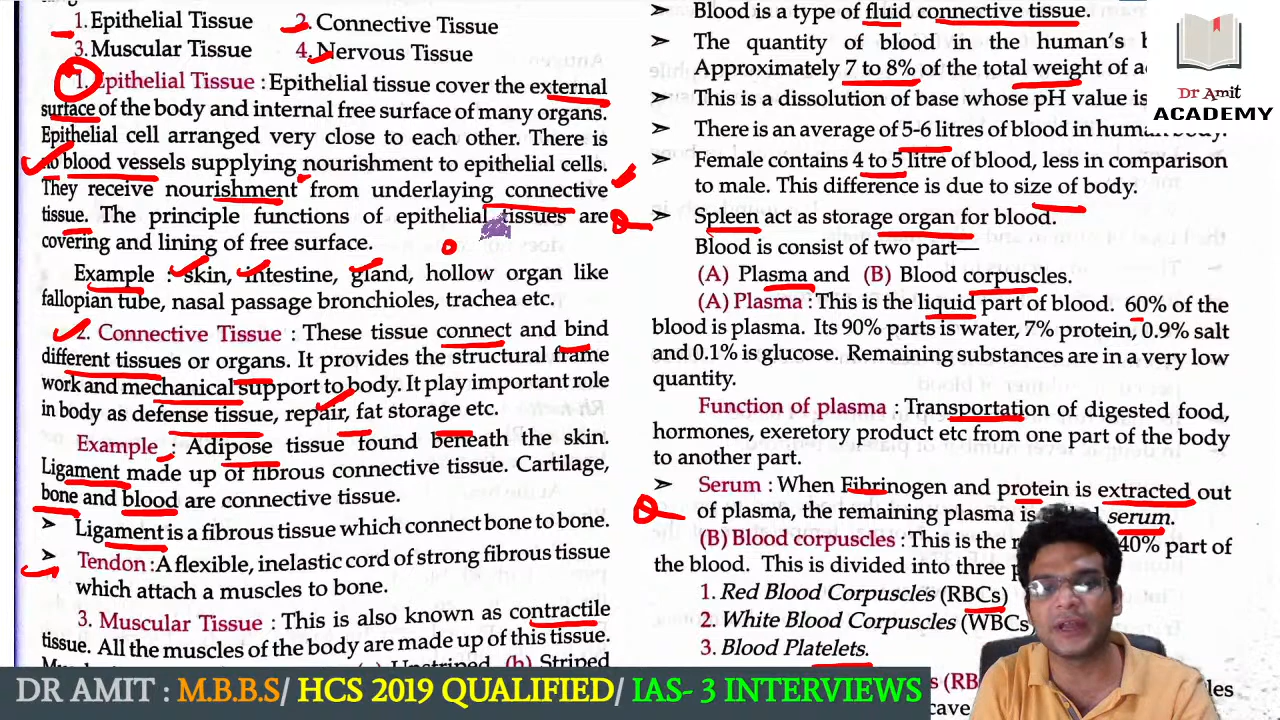 1. Epithelial Tissue 2. Connective Tissue
3. Muscular Tissue 4. Nervous Tissue
1. Epithelial Tissue : Epithelial tissue cover the external
surface of the body and internal free surface of many organs.
Epithelial cell arranged very close to each other. There is
no blood vessels supplying nourishment to epithelial cells.
They receive nourishment from underlaying connective
tissue. The principle functions of epithelial tissues are
covering and lining of free surface.
Example : skin, intestine, gland, hollow organ like
fallopian tube, nasal passage bronchioles, trachea etc.
2. Connective Tissue : These tissue connect and bind
different tissues or organs. It provides the structural frame
work and mechanical support to body. It play important role
in body as defense tissue, repair, fat storage etc.
Example : Adipose tissue found beneath the skin.
Ligament made up of fibrous connective tissue. Cartilage,
bone and blood are connective tissue.
➢ Ligament is a fibrous tissue which connect bone to bone.
➢ Tendon : A flexible, inelastic cord of strong fibrous tissue
which attach a muscles to bone.
3. Muscular Tissue : This is also known as contractile
tissue. All the muscles of the body are made up of this tissue.
(b) Striped
➢ Blood is a type of fluid connective tissue.
➢ The quantity of blood in the human's
Approximately 7 to 8% of the total weight of
➢ This is a dissolution of base whose pH value is
➢ There is an average of 5-6 litres of blood in human body.
➢ Female contains 4 to 5 litre of blood, less in comparison
to male. This difference is due to size of body.
➢ Spleen act as storage organ for blood.
Blood is consist of two part—
(A) Plasma and (B) Blood corpuscles.
(A) Plasma : This is the liquid part of blood. 60% of the
blood is plasma. Its 90% parts is water, 7% protein, 0.9% salt
and 0.1% is glucose. Remaining substances are in a very low
quantity.
Function of plasma : Transportation of digested food,
hormones, exeretory product etc from one part of the body
to another part.
➢ Serum : When Fibrinogen and protein is extracted out
of plasma, the remaining plasma is serum.
(B) Blood corpuscles : This is the 40% part of
the blood. This is divided into three
1. Red Blood Corpuscles (RBCs)
2. White Blood Corpuscles (WBCs
3. Blood Platelets.
Dr Amit
ACADEMY
DR AMIT : M.B.B.S/ HCS 2019 QUALIFIED/ IAS- 3 INTERVIEWS